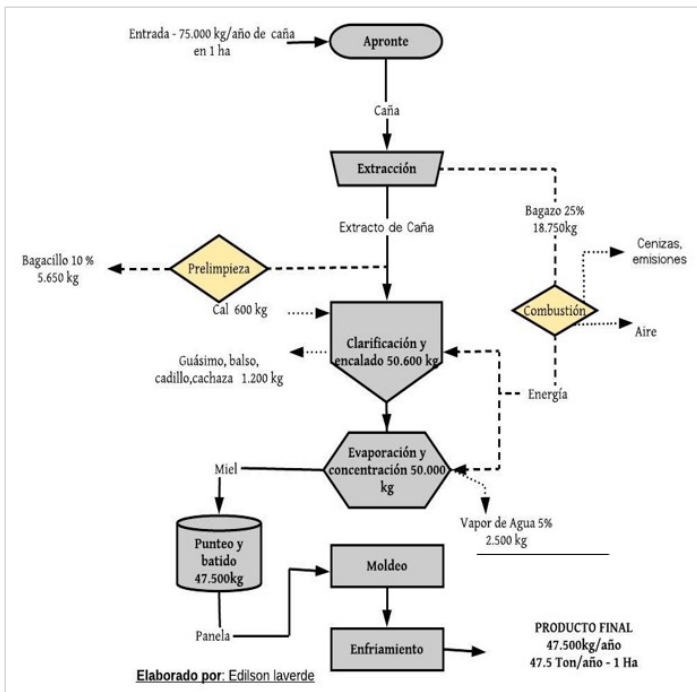 Entrada - 75.000 kg/año de caña
en 1 ha
Apronte
Caña
Extracción
Bagazo 25%
18.750kg
Extracto de Caña
Cenizas,
emisiones
Bagacillo 10 %
5.650 kg
Prelimpieza
Cal 600 kg
Combustión
Aire
Clarificación y
encalado 50.600 kg
Guásimo, balso,
cadillo,cachaza 1.200 kg
Energía
Evaporación y
concentración 50.000
kg
Miel
Vapor de Agua 5%
2.500 kg
Punteo y
batido
47.500kg
Moldeo
Panela
Enfriamiento
PRODUCTO FINAL
47.500kg/año
47.5 Ton/año - 1 Ha
Elaborado por: Edilson laverde